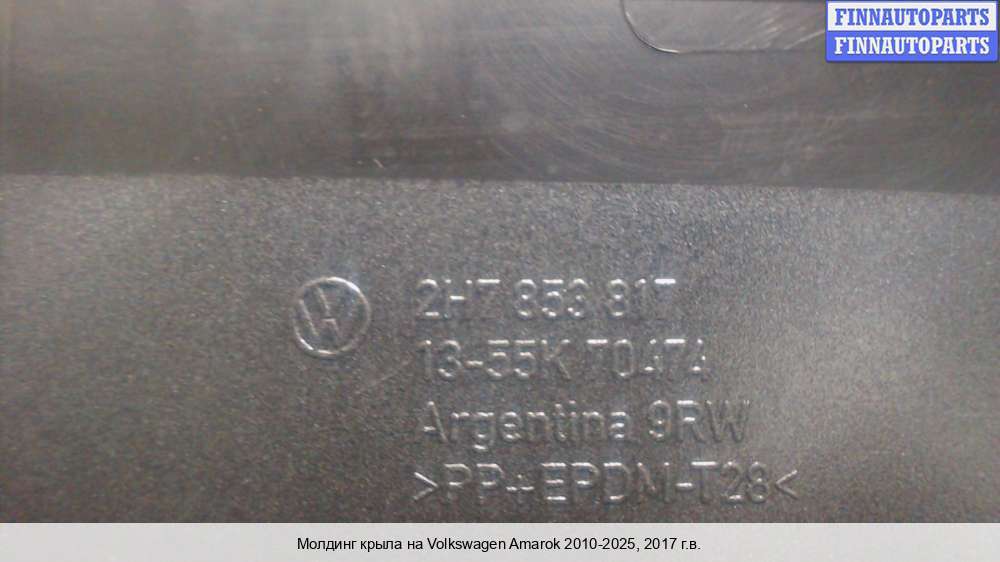 FINNAUTOPARTS
FINNAUTOPARTS
2H7 853 817
13-55K 70474
Argentina 9RW
>PP+EPDM-T28<
Молдинг крыла на Volkswagen Amarok 2010-2025, 2017 г.в.